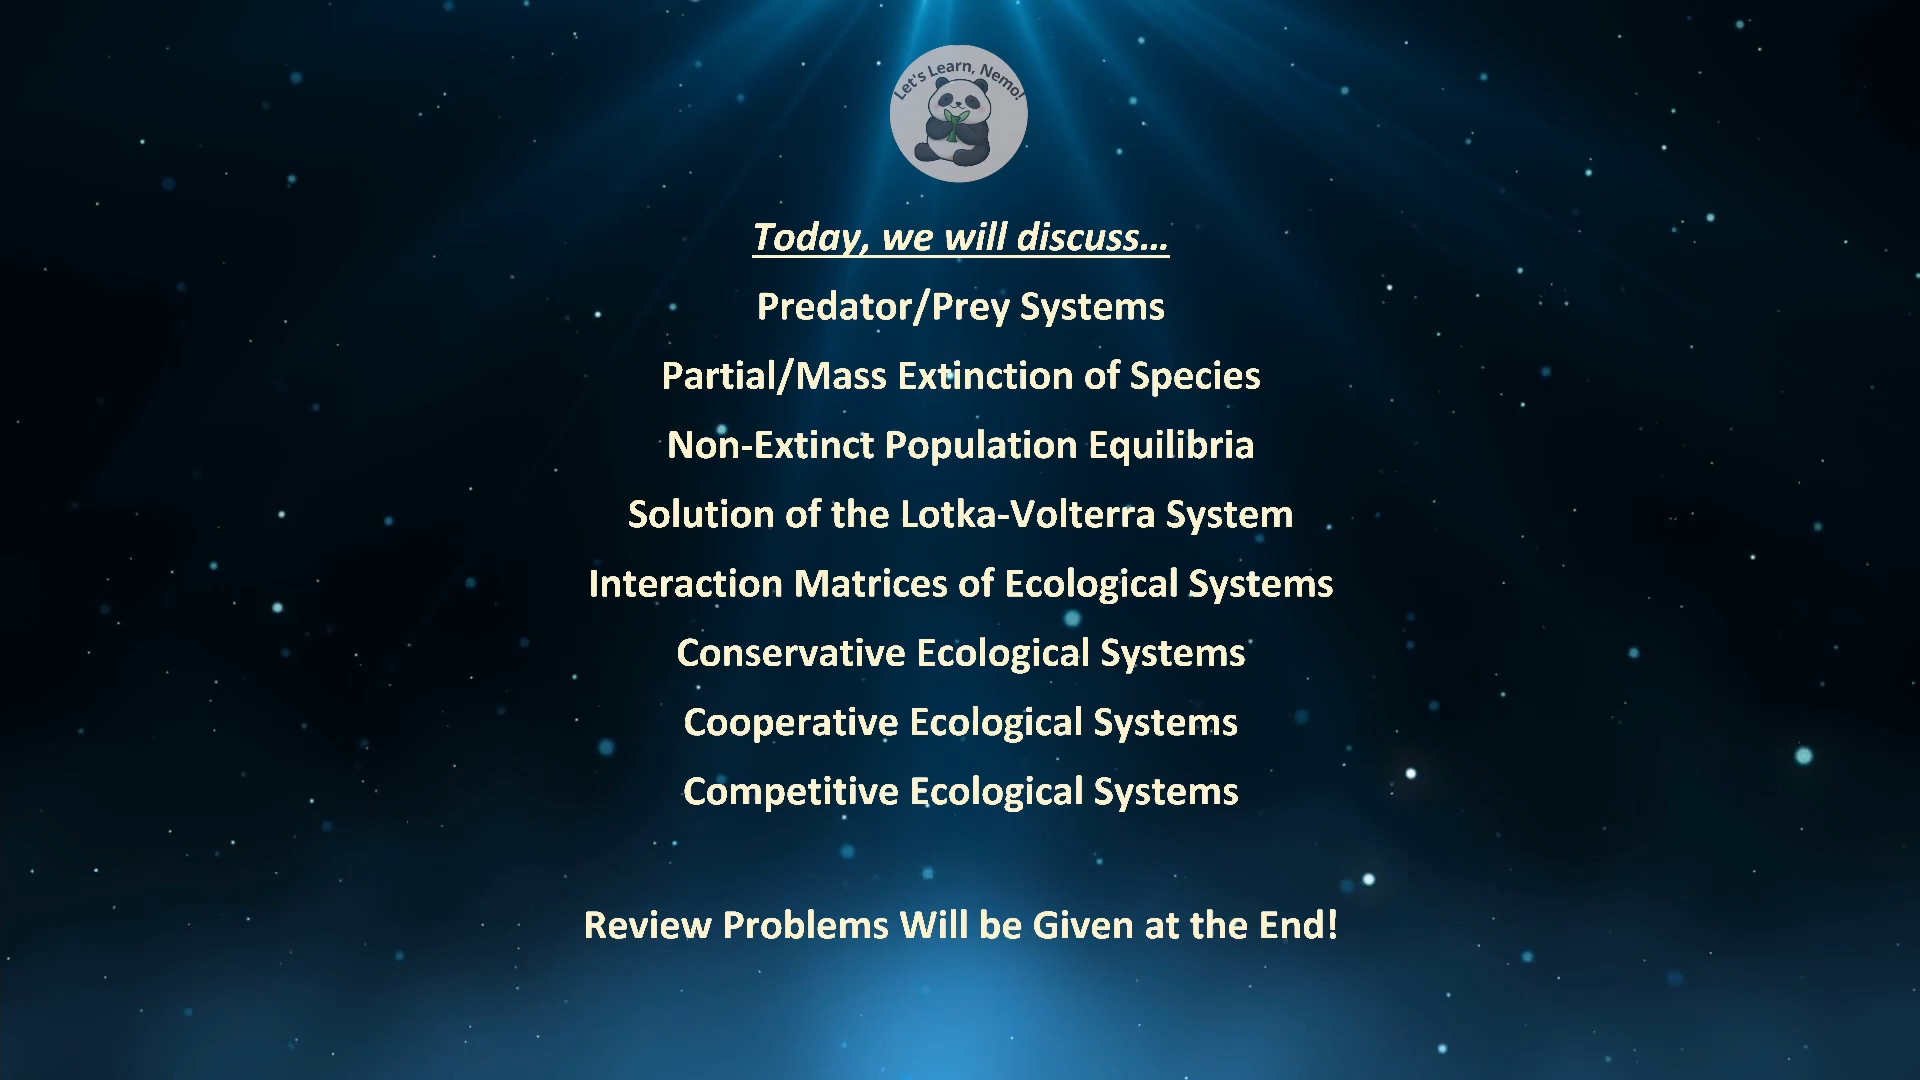 Let's Learn, Nemo!
Today, we will discuss…
Predator/Prey Systems
Partial/Mass Extinction of Species
Non-Extinct Population Equilibria
Solution of the Lotka-Volterra System
Interaction Matrices of Ecological Systems
Conservative Ecological Systems
Cooperative Ecological Systems
Competitive Ecological Systems
Review Problems Will be Given at the End!